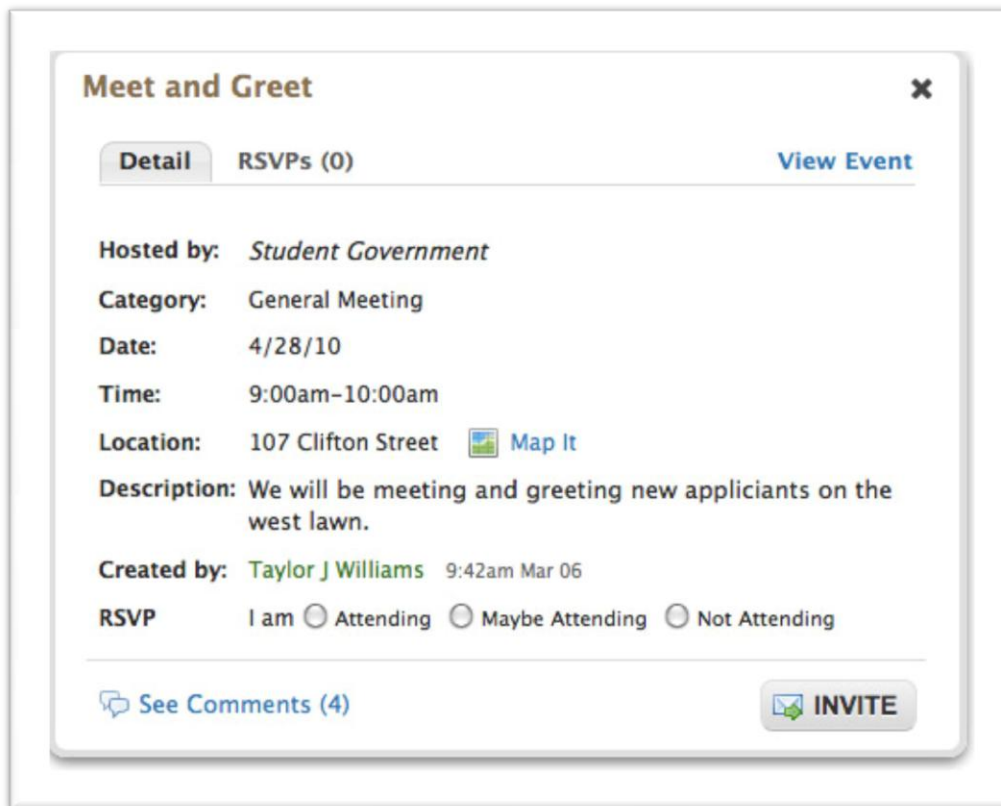 Meet and Greet
Detail RSVPs (0) View Event
Hosted by: Student Government
Category: General Meeting
Date: 4/28/10
Time: 9:00am-10:00am
Location: 107 Clifton Street Map It
Description: We will be meeting and greeting new appliciants on the
west lawn.
Created by: Taylor J Williams 9:42am Mar 06
RSVP I am Attending Maybe Attending Not Attending
See Comments (4) INVITE